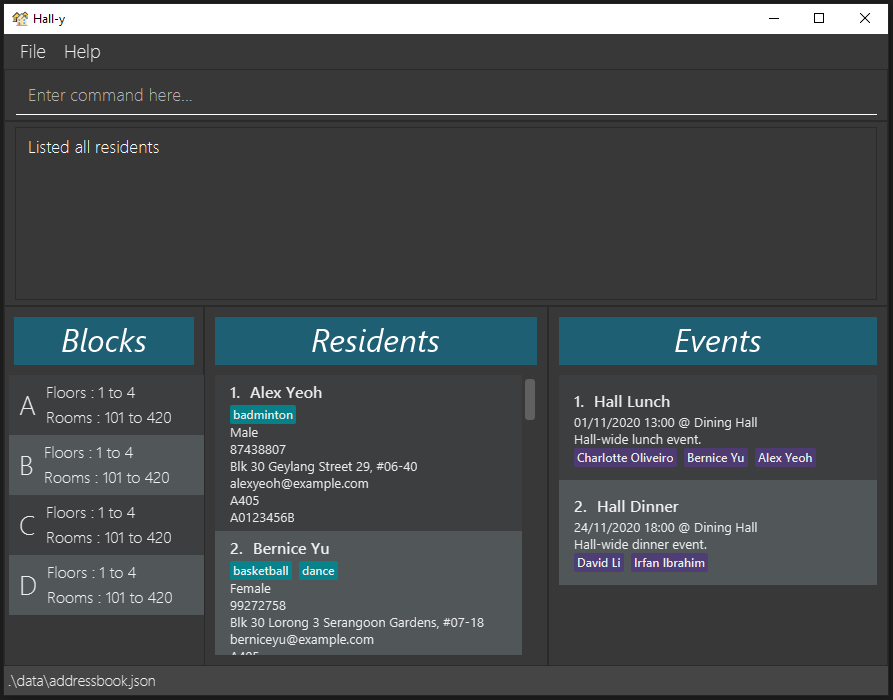 Hall-y
File Help
Enter command here...
Listed all residents
Blocks
A
Floors : 1 to 4
Rooms : 101 to 420
B
Floors : 1 to 4
Rooms : 101 to 420
C
Floors : 1 to 4
Rooms : 101 to 420
D
Floors : 1 to 4
Rooms : 101 to 420
Residents
1. Alex Yeoh
badminton
Male
87438807
Blk 30 Geylang Street 29, #06-40
alexyeoh@example.com
A405
A0123456B
2. Bernice Yu
basketball dance
Female
99272758
Blk 30 Lorong 3 Serangoon Gardens, #07-18
berniceyu@example.com
Events
1. Hall Lunch
01/11/2020 13:00 @ Dining Hall
Hall-wide lunch event.
Charlotte Oliveiro Bernice Yu Alex Yeoh
2. Hall Dinner
24/11/2020 18:00 @ Dining Hall
Hall-wide dinner event.
David Li Irfan Ibrahim
.\data\addressbook.json